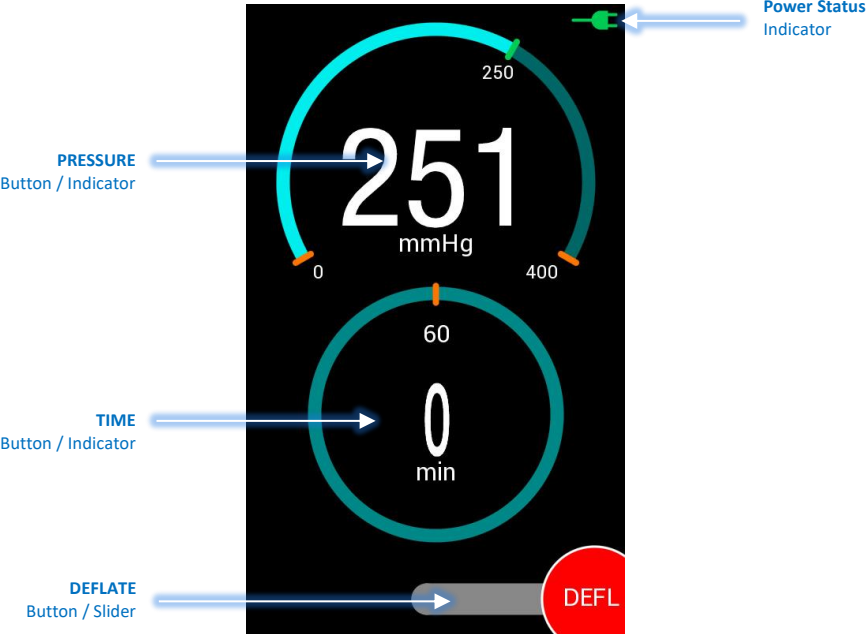 Power Status
Indicator
250
PRESSURE
Button / Indicator
251
mmHg
0
400
60
TIME
Button / Indicator
0
min
DEFLATE
Button / Slider
DEFL